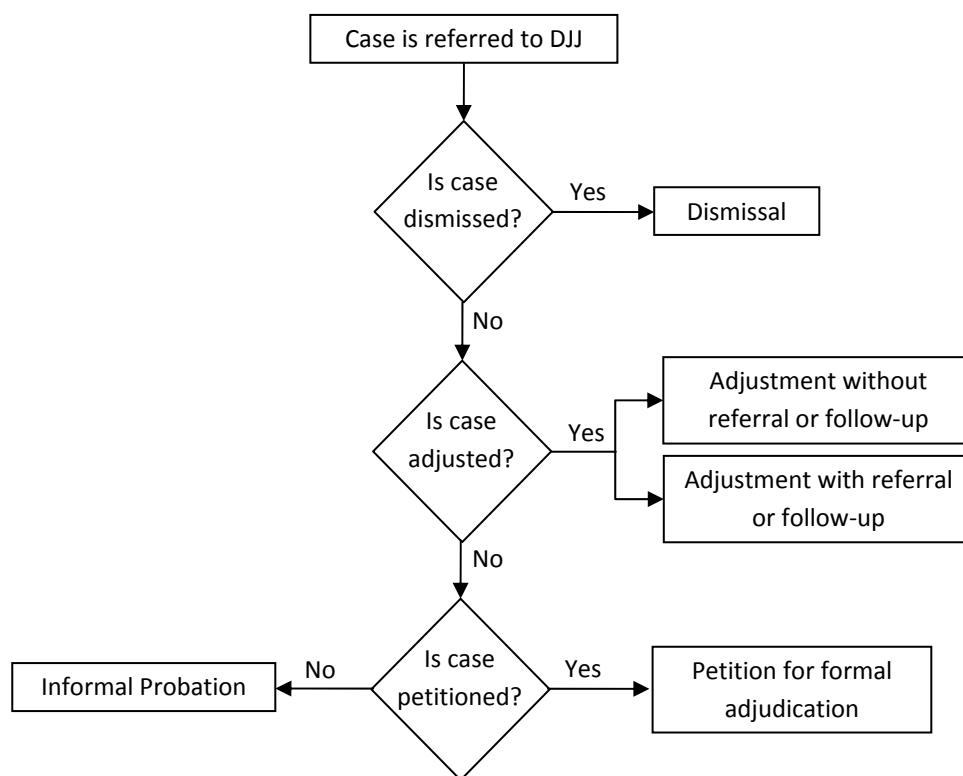 Case is referred to DJJ
Is case
dismissed?
Yes
Dismissal
No
Is case
adjusted?
Yes
Adjustment without
referral or follow-up
Adjustment with referral
or follow-up
No
Is case
petitioned?
No
Informal Probation
Yes
Petition for formal
adjudication